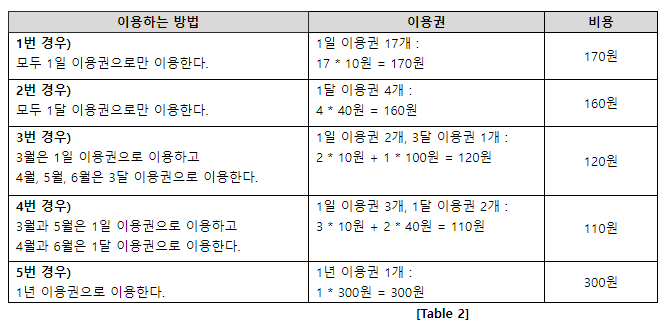 이용하는 방법 이용권 비용
1번 경우)
모두 1일 이용권으로만 이용한다.
1일 이용권 17개 :
17 * 10원 = 170원
170원
2번 경우)
모두 1달 이용권으로만 이용한다.
1달 이용권 4개 :
4 * 40원 = 160원
160원
3번 경우)
3월은 1일 이용권으로 이용하고
4월, 5월, 6월은 3달 이용권으로 이용한다.
1일 이용권 2개, 3달 이용권 1개 :
2 * 10원 + 1 * 100원 = 120원
120원
4번 경우)
3월과 5월은 1일 이용권으로 이용하고
4월과 6월은 1달 이용권으로 이용한다.
1일 이용권 3개, 1달 이용권 2개 :
3 * 10원 + 2 * 40원 = 110원
110원
5번 경우)
1년 이용권으로 이용한다.
1년 이용권 1개 :
1 * 300원 = 300원
300원
[Table 2]